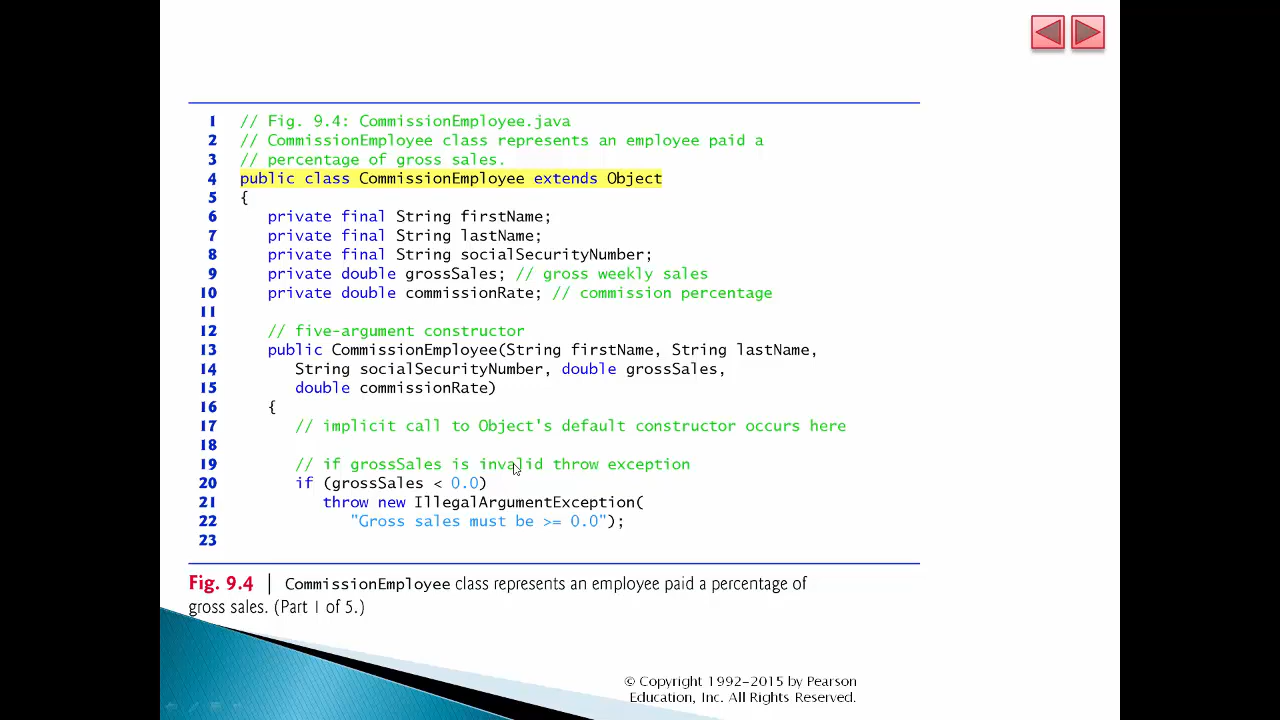 1 // Fig. 9.4: CommissionEmployee.java
2 // CommissionEmployee class represents an employee paid a
3 // percentage of gross sales.
4 public class CommissionEmployee extends Object
5 {
6 private final String firstName;
7 private final String lastName;
8 private final String socialSecurityNumber;
9 private double grossSales; // gross weekly sales
10 private double commissionRate; // commission percentage
11
12 // five-argument constructor
13 public CommissionEmployee(String firstName, String lastName,
14 String socialSecurityNumber, double grossSales,
15 double commissionRate)
16 {
17 // implicit call to Object's default constructor occurs here
18
19 // if grossSales is invalid throw exception
20 if (grossSales < 0.0)
21 throw new IllegalArgumentException(
22 "Gross sales must be >= 0.0");
23
Fig. 9.4 | CommissionEmployee class represents an employee paid a percentage of
gross sales. (Part 1 of 5.)
© Copyright 1992–2015 by Pearson
Education, Inc. All Rights Reserved.